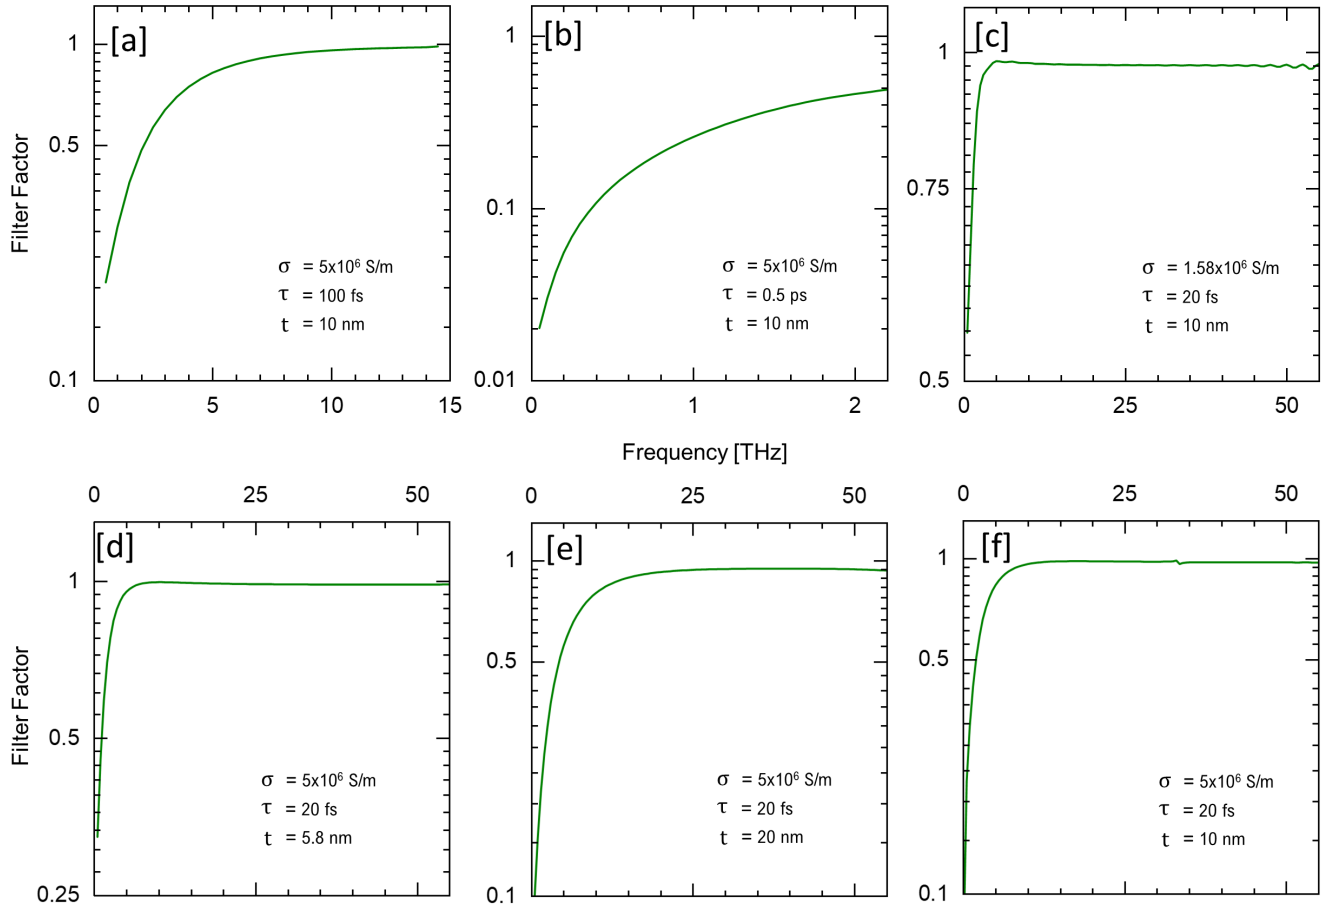 [a]
1
0.5
0.1
0 5 10 15
Filter Factor
σ = 5x10⁶ S/m
τ = 100 fs
t = 10 nm
[b]
1
0.1
0.01
0 1 2
σ = 5x10⁶ S/m
τ = 0.5 ps
t = 10 nm
[c]
1
0.75
0.5
0 25 50
σ = 1.58x10⁶ S/m
τ = 20 fs
t = 10 nm
Frequency [THz]
0 25 50
[d]
1
0.5
0.25
Filter Factor
σ = 5x10⁶ S/m
τ = 20 fs
t = 5.8 nm
0 25 50
[e]
1
0.5
0.1
σ = 5x10⁶ S/m
τ = 20 fs
t = 20 nm
0 25 50
[f]
1
0.5
0.1
σ = 5x10⁶ S/m
τ = 20 fs
t = 10 nm